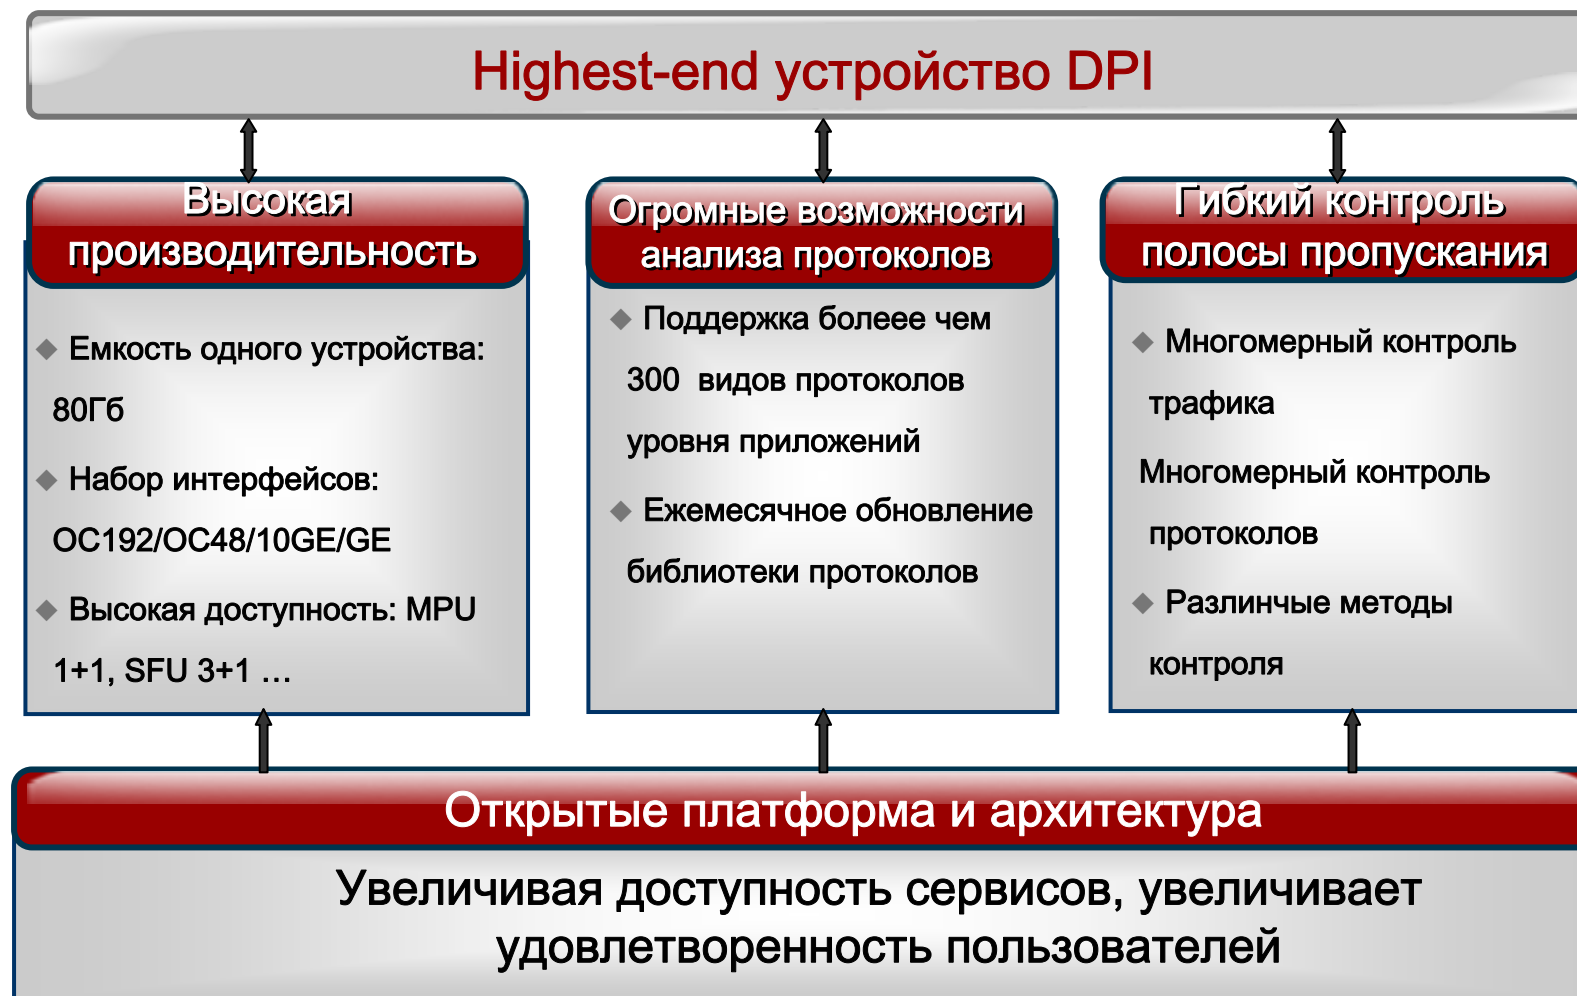 Highest-end устройство DPI
Высокая
производительность
◆ Емкость одного устройства:
80Гб
◆ Набор интерфейсов:
OC192/OC48/10GE/GE
◆ Высокая доступность: MPU
1+1, SFU 3+1 …
Огромные возможности
анализа протоколов
◆ Поддержка болеее чем
300 видов протоколов
уровня приложений
◆ Ежемесячное обновление
библиотеки протоколов
Гибкий контроль
полосы пропускания
◆ Многомерный контроль
трафика
Многомерный контроль
протоколов
◆ Разлинчые методы
контроля
Открытые платформа и архитектура
Увеличивая доступность сервисов, увеличивает
удовлетворенность пользователей